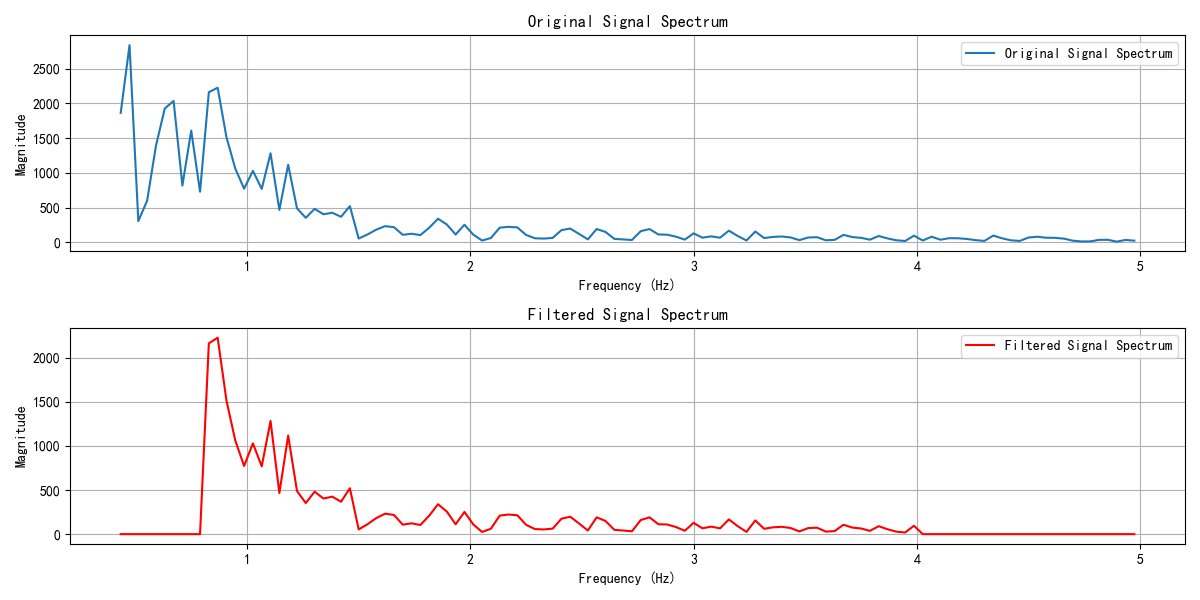 Original Signal Spectrum
Original Signal Spectrum
Magnitude
2500
2000
1500
1000
500
0
1 2 3 4 5
Frequency (Hz)
Filtered Signal Spectrum
Filtered Signal Spectrum
Magnitude
2000
1500
1000
500
0
1 2 3 4 5
Frequency (Hz)